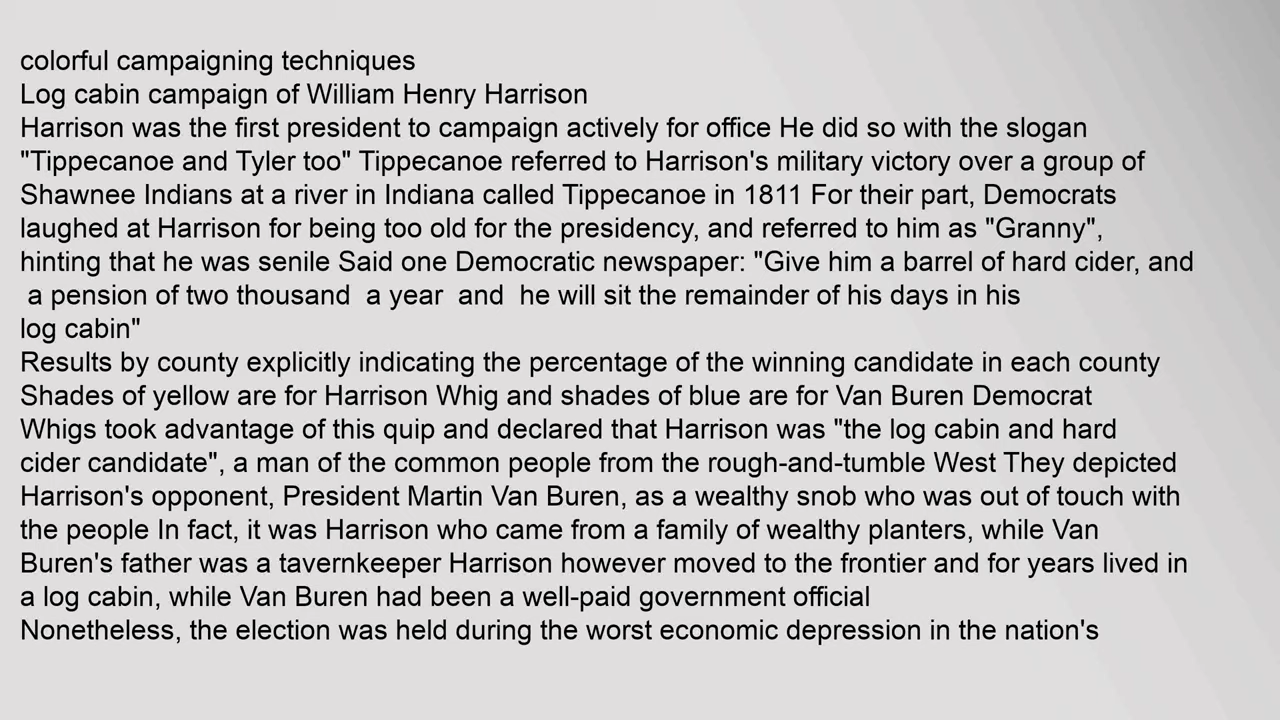 colorful campaigning techniques
Log cabin campaign of William Henry Harrison
Harrison was the first president to campaign actively for office He did so with the slogan
"Tippecanoe and Tyler too" Tippecanoe referred to Harrison's military victory over a group of
Shawnee Indians at a river in Indiana called Tippecanoe in 1811 For their part, Democrats
laughed at Harrison for being too old for the presidency, and referred to him as "Granny",
hinting that he was senile Said one Democratic newspaper: "Give him a barrel of hard cider, and
a pension of two thousand  a year  and  he will sit the remainder of his days in his
log cabin"
Results by county explicitly indicating the percentage of the winning candidate in each county
Shades of yellow are for Harrison Whig and shades of blue are for Van Buren Democrat
Whigs took advantage of this quip and declared that Harrison was "the log cabin and hard
cider candidate", a man of the common people from the rough-and-tumble West They depicted
Harrison's opponent, President Martin Van Buren, as a wealthy snob who was out of touch with
the people In fact, it was Harrison who came from a family of wealthy planters, while Van
Buren's father was a tavernkeeper Harrison however moved to the frontier and for years lived in
a log cabin, while Van Buren had been a well-paid government official
Nonetheless, the election was held during the worst economic depression in the nation's